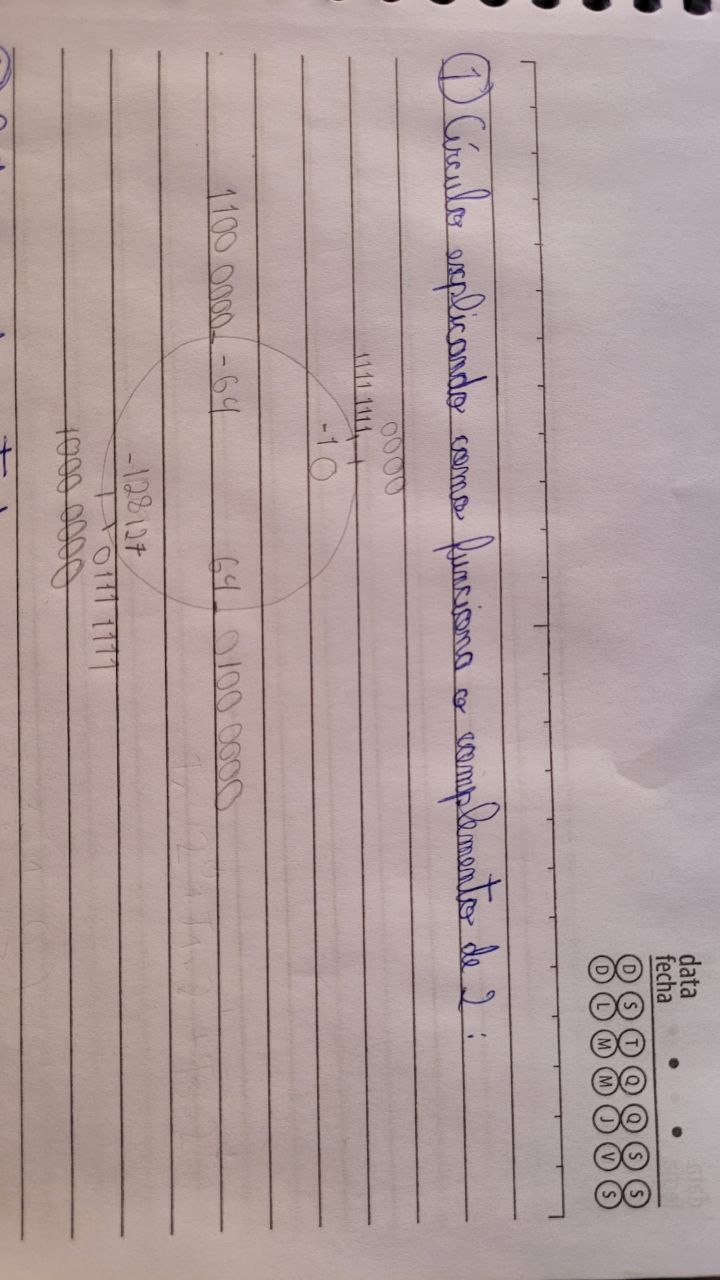 data
fecha
D S T Q Q S S
D L M M J V S
① Círculo explicando como funciona o complemento de 2:
0000
1111 1111
-1 0
1100 0000 -64
64 0100 0000
-128 127
0111 1111
1000 0000